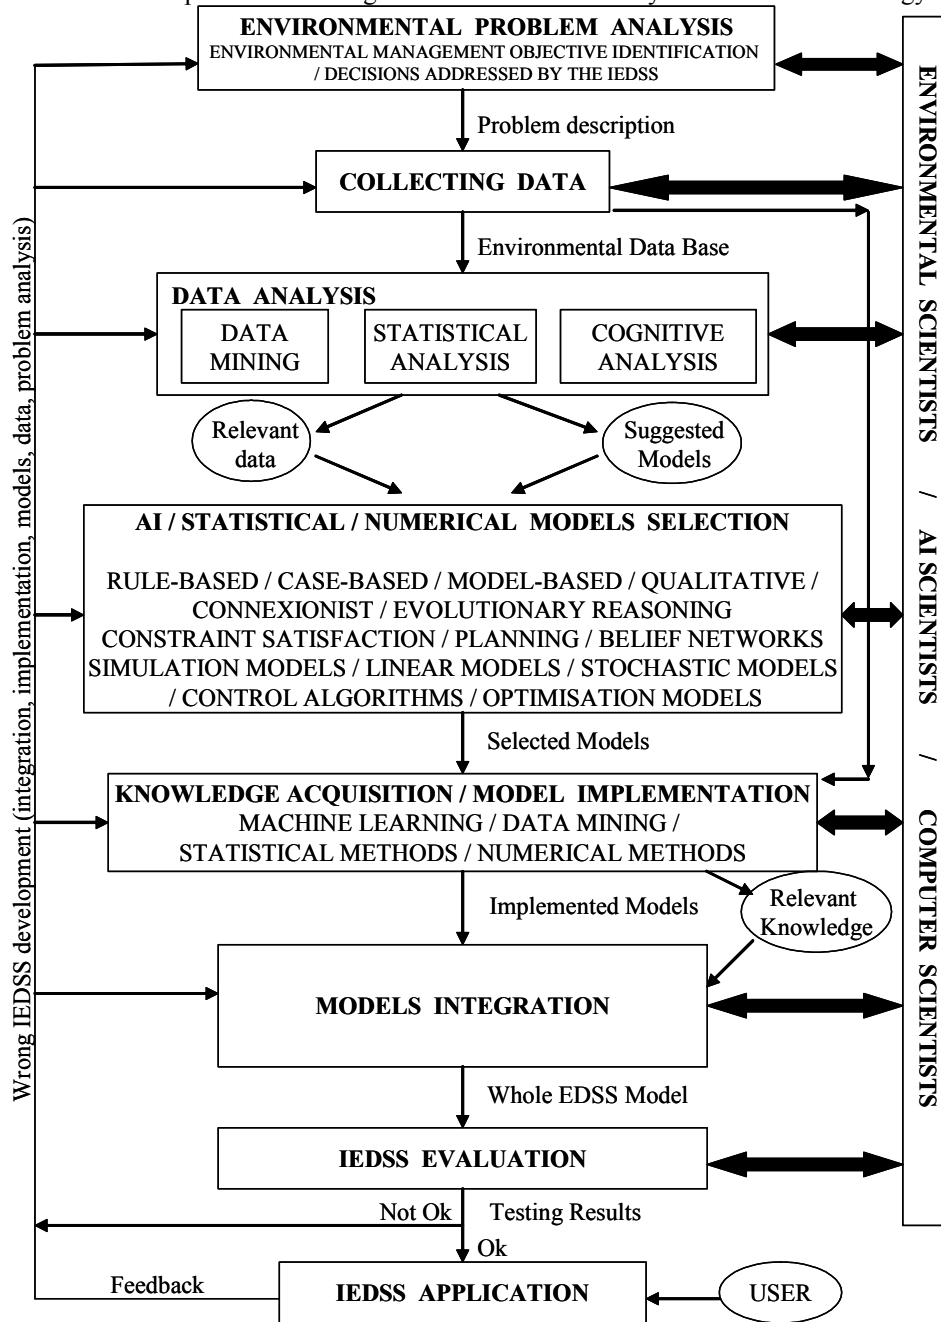 ENVIRONMENTAL PROBLEM ANALYSIS
ENVIRONMENTAL MANAGEMENT OBJECTIVE IDENTIFICATION
/ DECISIONS ADDRESSED BY THE IEDSS
Problem description
COLLECTING DATA
Environmental Data Base
DATA ANALYSIS
DATA
MINING
STATISTICAL
ANALYSIS
COGNITIVE
ANALYSIS
Relevant
data
Suggested
Models
AI / STATISTICAL / NUMERICAL MODELS SELECTION
RULE-BASED / CASE-BASED / MODEL-BASED / QUALITATIVE /
CONNEXIONIST / EVOLUTIONARY REASONING
CONSTRAINT SATISFACTION / PLANNING / BELIEF NETWORKS
SIMULATION MODELS / LINEAR MODELS / STOCHASTIC MODELS
/ CONTROL ALGORITHMS / OPTIMISATION MODELS
Selected Models
KNOWLEDGE ACQUISITION / MODEL IMPLEMENTATION
MACHINE LEARNING / DATA MINING /
STATISTICAL METHODS / NUMERICAL METHODS
Implemented Models
Relevant
Knowledge
MODELS INTEGRATION
Whole EDSS Model
IEDSS EVALUATION
Not Ok
Testing Results
Ok
Feedback
IEDSS APPLICATION
USER
Wrong IEDSS development (integration, implementation, models, data, problem analysis)
ENVIRONMENTAL SCIENTISTS / AI SCIENTISTS / COMPUTER SCIENTISTS